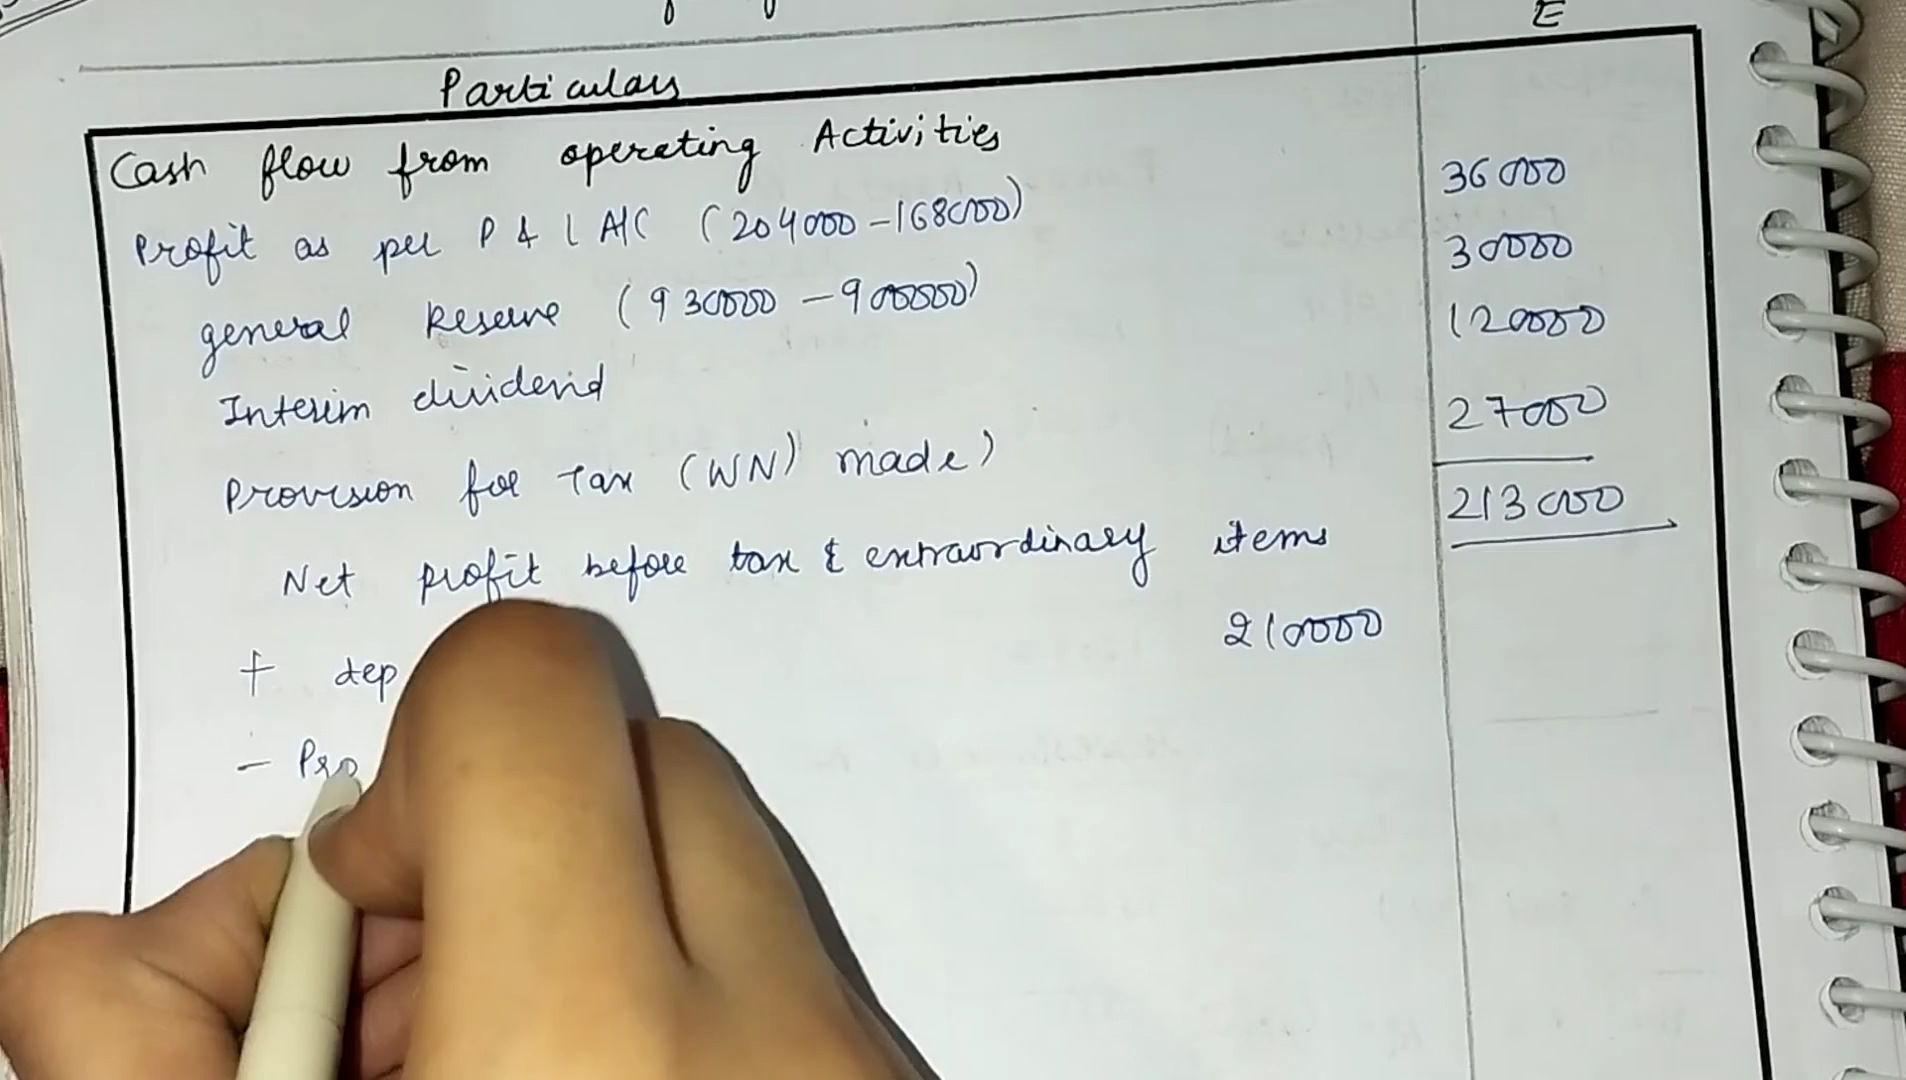 E
Particulars
Cash flow from operating Activities
Profit as per P & L A/C (204000-168000) 36000
general Reserve (930000-900000) 30000
Interim dividend 120000
Provision for Tax (WN) made) 27000
Net profit before tax & extraordinary items 213000
+ dep 210000
- Pro